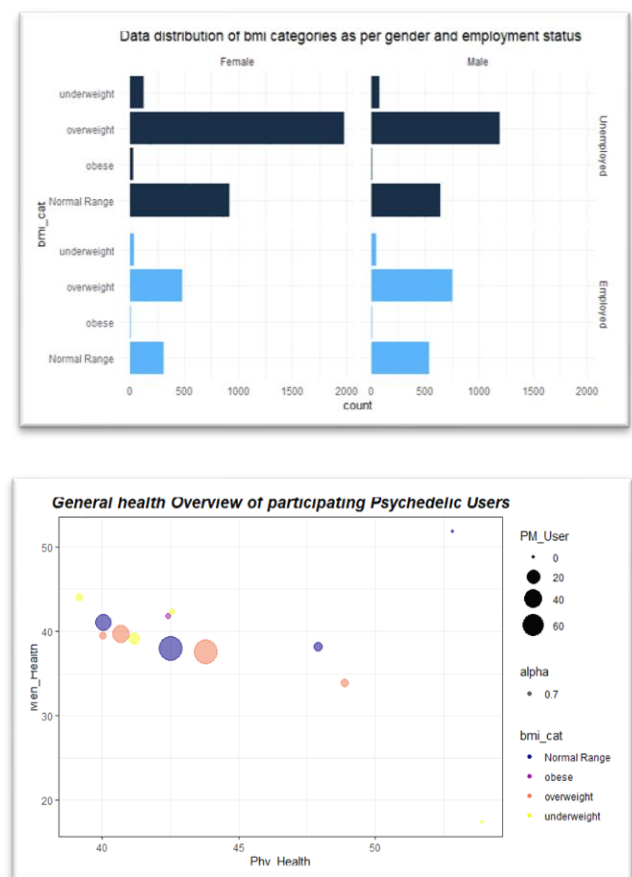 Data distribution of bmi categories as per gender and employment status
Female
Male
underweight
overweight
obese
Normal Range
Unemployed
bmi_cat
underweight
overweight
obese
Normal Range
Employed
0 500 1000 1500 2000 0 500 1000 1500 2000
count
General health Overview of participating Psychedelic Users
50
40
30
20
Men_Health
40 45 50
Phy_Health
PM_User
0
20
40
60
alpha
0.7
bmi_cat
Normal Range
obese
overweight
underweight